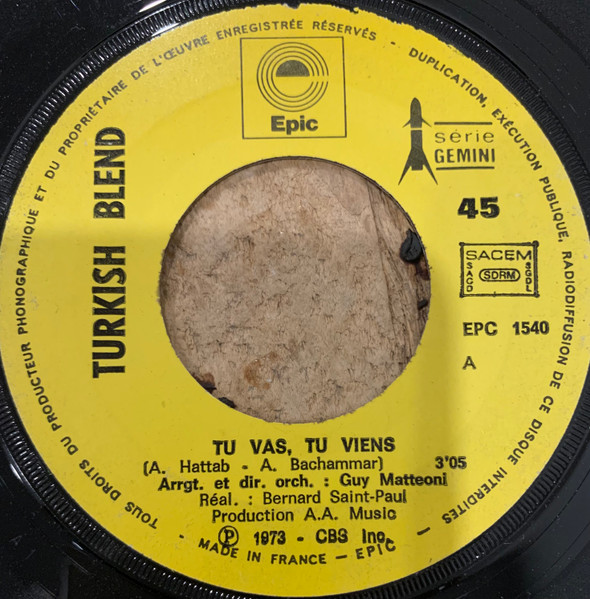 TOUS DROITS DU PRODUCTEUR PHONOGRAPHIQUE ET DU PROPRIÉTAIRE DE L'ŒUVRE ENREGISTRÉE RÉSERVÉS - DUPLICATION, EXÉCUTION PUBLIQUE, RADIODIFFUSION DE CE DISQUE INTERDITES
Epic
TURKISH BLEND
série
GEMINI
45
SACEM
SACD SDRM SGDL
EPC 1540
A
TU VAS, TU VIENS
(A. Hattab - A. Bachammar) 3'05
Arrgt. et dir. orch. : Guy Matteoni
Réal. : Bernard Saint-Paul
Production A.A. Music
Ⓟ 1973 - CBS Inc.
- MADE IN FRANCE - EPIC -